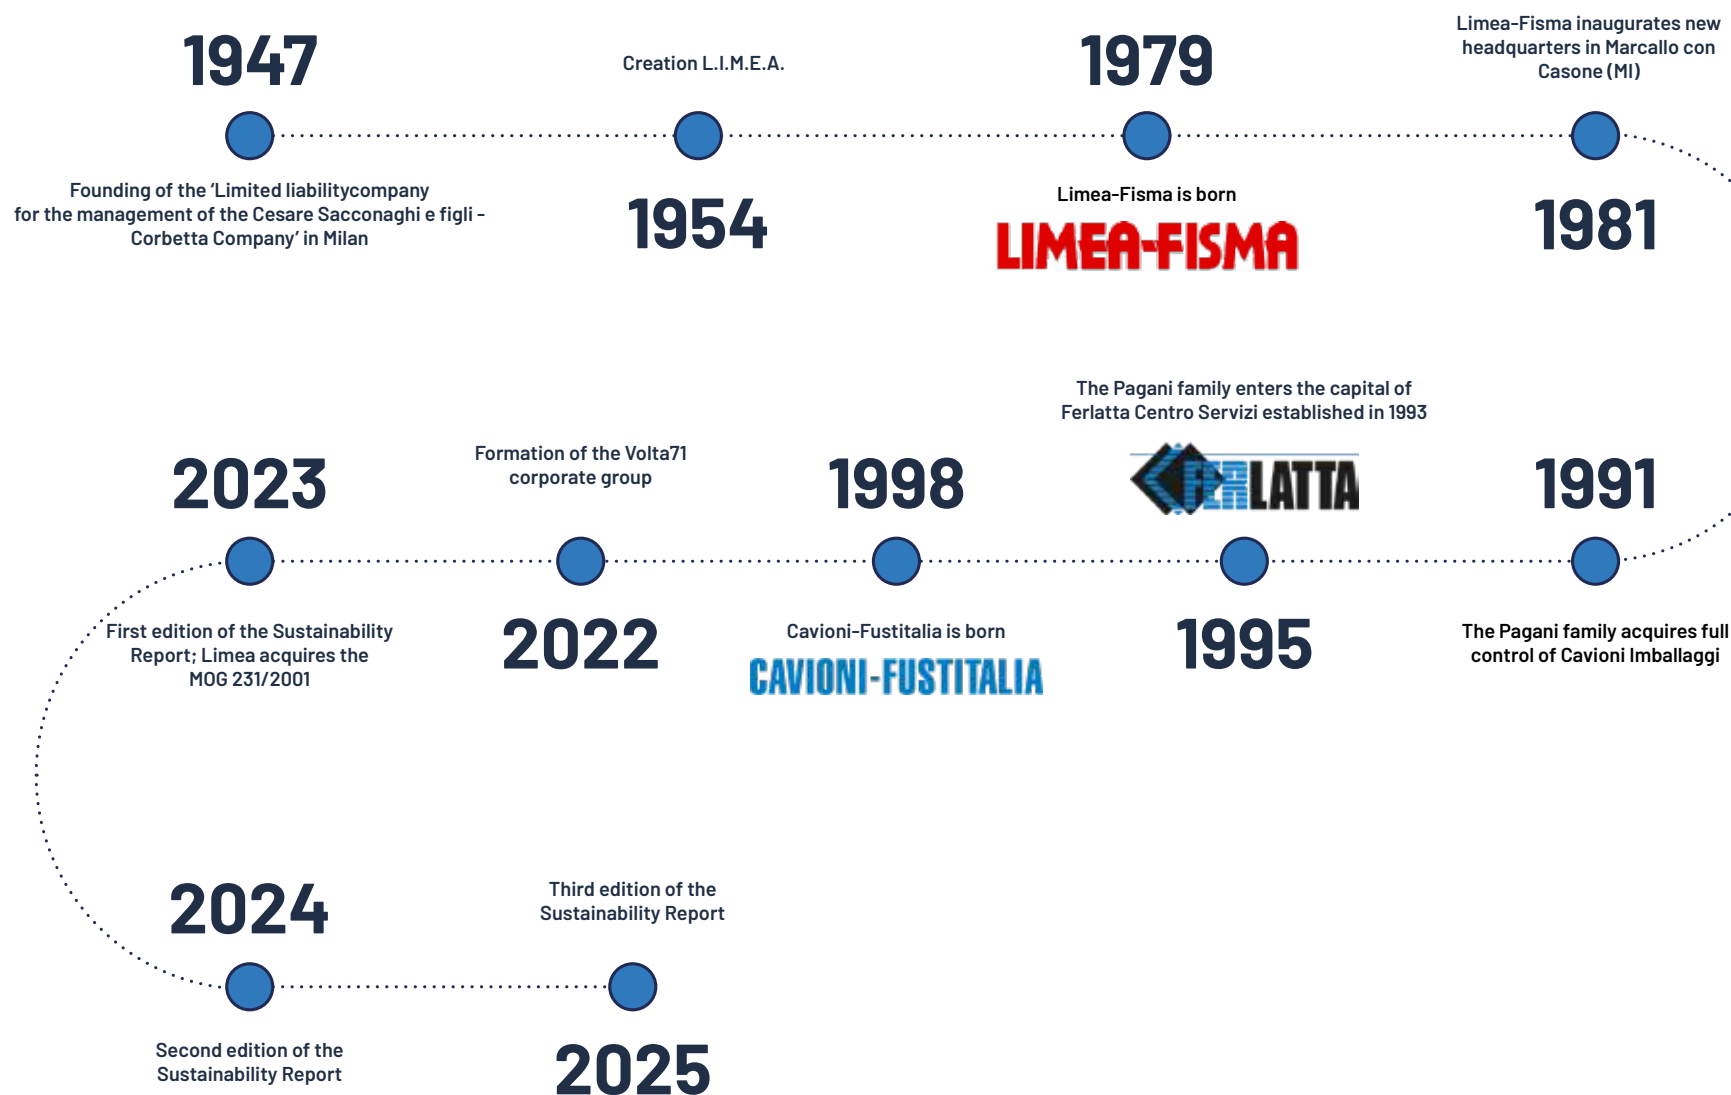 1947
Founding of the ‘Limited liabilitycompany
for the management of the Cesare Sacconaghi e figli -
Corbetta Company’ in Milan
Creation L.I.M.E.A.
1954
1979
Limea-Fisma is born
LIMEA-FISMA
Limea-Fisma inaugurates new
headquarters in Marcallo con
Casone (MI)
1981
1991
The Pagani family acquires full
control of Cavioni Imballaggi
The Pagani family enters the capital of
Ferlatta Centro Servizi established in 1993
FERLATTA
1995
1998
Cavioni-Fustitalia is born
CAVIONI-FUSTITALIA
Formation of the Volta71
corporate group
2022
2023
First edition of the Sustainability
Report; Limea acquires the
MOG 231/2001
2024
Second edition of the
Sustainability Report
Third edition of the
Sustainability Report
2025